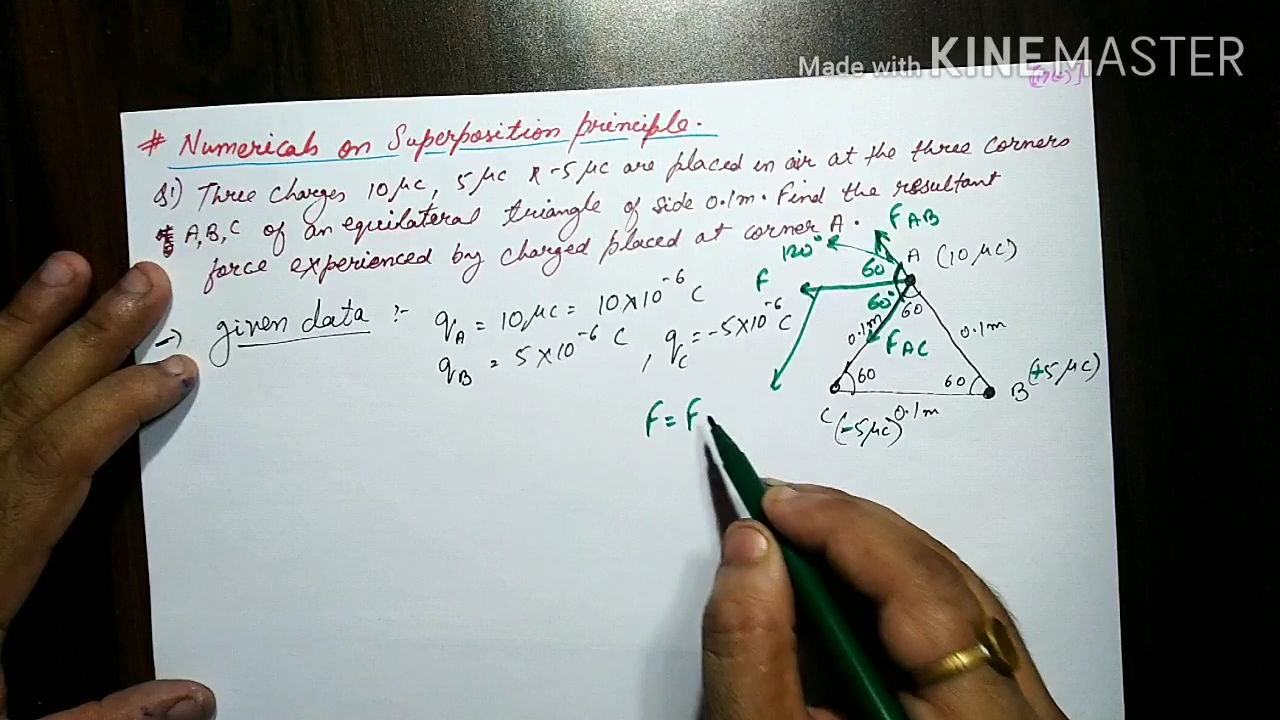 Made with KINEMASTER
# Numericals on Superposition principle.
Q1) Three charges 10 μc, 5 μc & -5 μc are placed in air at the three corners
A, B, C of an equilateral triangle of side 0.1m. Find the resultant
force experienced by charged placed at corner A.
→ given data :- qA = 10 μc = 10×10⁻⁶ C
qB = 5×10⁻⁶ C , qC = -5×10⁻⁶ C
FAB
120°
60
A (10 μC)
F
60°
60
0.1m
FAC
0.1m
60
60
B (+5 μC)
C (-5 μC)
0.1m
F = F